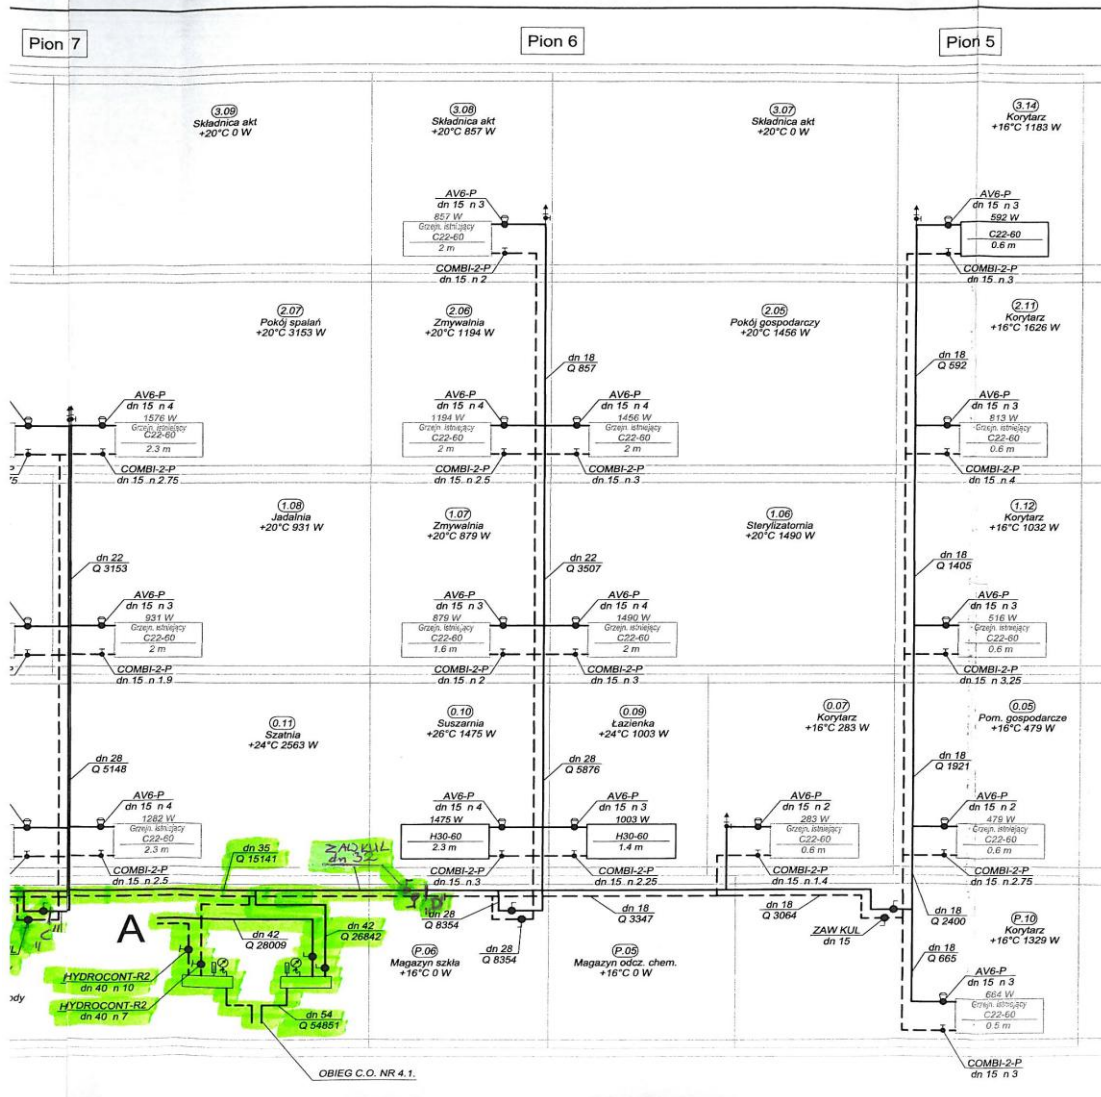 Pion 7
Pion 6
Pion 5
3.09
Składnica akt
+20°C 0 W
3.08
Składnica akt
+20°C 857 W
3.07
Składnica akt
+20°C 0 W
3.14
Korytarz
+16°C 1183 W
AV6-P
dn 15 n 3
857 W
Grzejn. istniejący
C22-60
2 m
COMBI-2-P
dn 15 n 2
AV6-P
dn 15 n 3
592 W
C22-60
0.6 m
COMBI-2-P
dn 15 n 3
2.07
Pokój spalań
+20°C 3153 W
2.06
Zmywalnia
+20°C 1194 W
2.05
Pokój gospodarczy
+20°C 1456 W
2.11
Korytarz
+16°C 1626 W
dn 18
Q 857
dn 18
Q 592
AV6-P
dn 15 n 4
1576 W
Grzejn. istniejący
C22-60
2.3 m
COMBI-2-P
dn 15 n 2.75
AV6-P
dn 15 n 4
1194 W
Grzejn. istniejący
C22-60
2 m
COMBI-2-P
dn 15 n 2.5
AV6-P
dn 15 n 4
1456 W
Grzejn. istniejący
C22-60
2 m
COMBI-2-P
dn 15 n 3
AV6-P
dn 15 n 3
813 W
Grzejn. istniejący
C22-60
0.6 m
COMBI-2-P
dn 15 n 4
P
75
1.08
Jadalnia
+20°C 931 W
1.07
Zmywalnia
+20°C 879 W
1.06
Sterylizatornia
+20°C 1490 W
1.12
Korytarz
+16°C 1032 W
dn 22
Q 3153
dn 22
Q 3507
dn 18
Q 1405
AV6-P
dn 15 n 3
931 W
Grzejn. istniejący
C22-60
2 m
COMBI-2-P
dn 15 n 1.9
AV6-P
dn 15 n 3
879 W
Grzejn. istniejący
C22-60
1.6 m
COMBI-2-P
dn 15 n 2
AV6-P
dn 15 n 4
1490 W
Grzejn. istniejący
C22-60
2 m
COMBI-2-P
dn 15 n 3
AV6-P
dn 15 n 3
516 W
Grzejn. istniejący
C22-60
0.6 m
COMBI-2-P
dn 15 n 3.25
P
0.11
Szatnia
+24°C 2563 W
0.10
Suszarnia
+26°C 1475 W
0.09
Łazienka
+24°C 1003 W
0.07
Korytarz
+16°C 283 W
0.05
Pom. gospodarcze
+16°C 479 W
dn 28
Q 5148
dn 28
Q 5876
dn 18
Q 1921
AV6-P
dn 15 n 4
1282 W
Grzejn. istniejący
C22-60
2.3 m
COMBI-2-P
dn 15 n 2.5
AV6-P
dn 15 n 4
1475 W
H30-60
2.3 m
COMBI-2-P
dn 15 n 3
AV6-P
dn 15 n 3
1003 W
H30-60
1.4 m
COMBI-2-P
dn 15 n 2.25
AV6-P
dn 15 n 2
283 W
Grzejn. istniejący
C22-60
0.6 m
COMBI-2-P
dn 15 n 1.4
AV6-P
dn 15 n 2
479 W
Grzejn. istniejący
C22-60
0.6 m
COMBI-2-P
dn 15 n 2.75
dn 35
Q 15141
ZAW KUL
dn 32
"D"
dn 28
Q 8354
dn 28
Q 8354
dn 18
Q 3347
dn 18
Q 3064
ZAW KUL
dn 15
dn 18
Q 2400
dn 18
Q 665
"C"
A
dn 42
Q 28009
dn 42
Q 26842
P.06
Magazyn szkła
+16°C 0 W
P.05
Magazyn odcz. chem.
+16°C 0 W
P.10
Korytarz
+16°C 1329 W
HYDROCONT-R2
dn 40 n 10
HYDROCONT-R2
dn 40 n 7
ody
dn 54
Q 54851
OBIEG C.O. NR 4.1.
AV6-P
dn 15 n 3
664 W
Grzejn. istniejący
C22-60
0.5 m
COMBI-2-P
dn 15 n 3